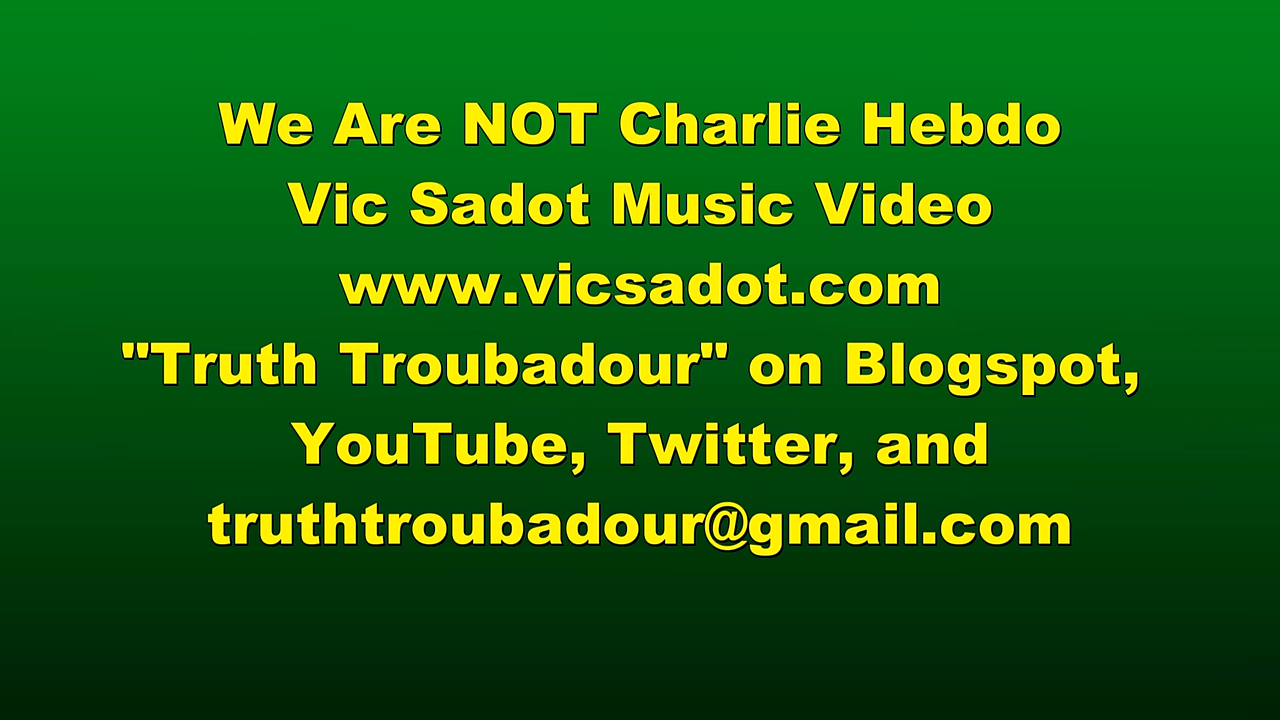 We Are NOT Charlie Hebdo
Vic Sadot Music Video
www.vicsadot.com
"Truth Troubadour" on Blogspot,
YouTube, Twitter, and
truthtroubadour@gmail.com